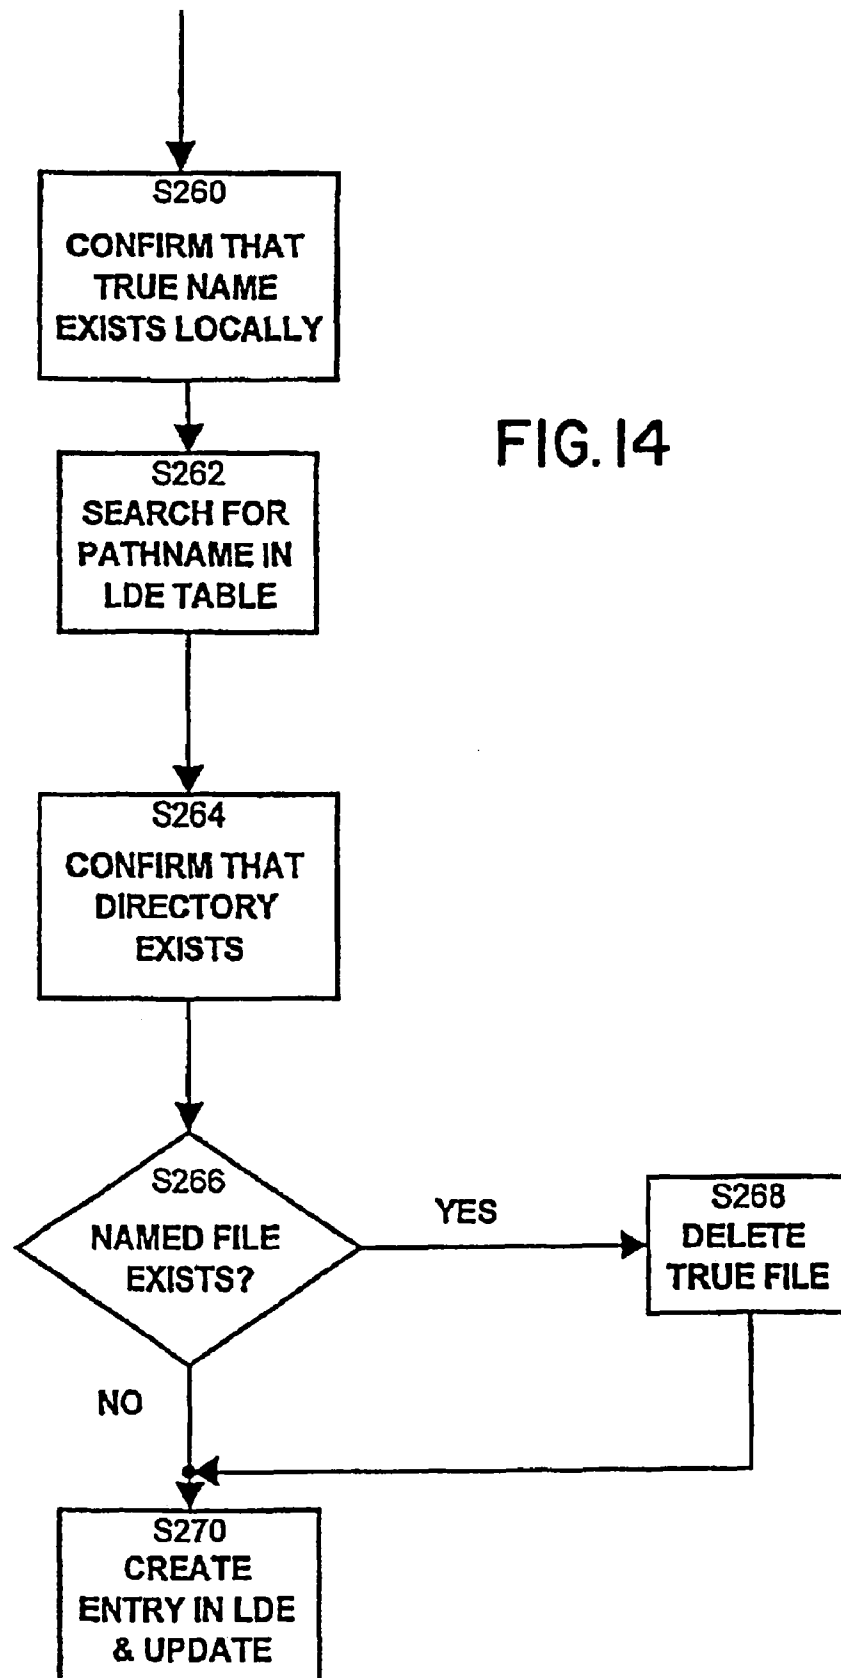 S260
CONFIRM THAT
TRUE NAME
EXISTS LOCALLY
FIG. 14
S262
SEARCH FOR
PATHNAME IN
LDE TABLE
S264
CONFIRM THAT
DIRECTORY
EXISTS
S266
NAMED FILE
EXISTS?
YES
S268
DELETE
TRUE FILE
NO
S270
CREATE
ENTRY IN LDE
& UPDATE